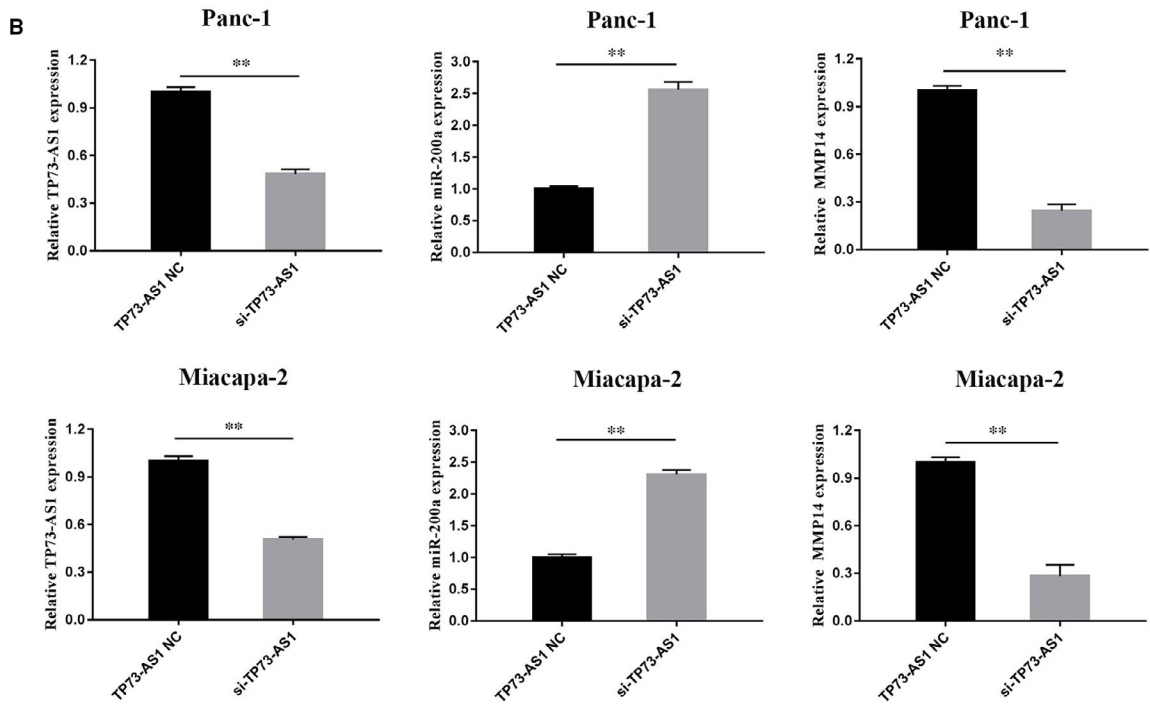 B
Panc-1
Relative TP73-AS1 expression
1.2
0.9
0.6
0.3
0.0
**
TP73-AS1 NC
si-TP73-AS1
Panc-1
Relative miR-200a expression
3.0
2.5
2.0
1.5
1.0
0.5
0.0
**
TP73-AS1 NC
si-TP73-AS1
Panc-1
Relative MMP14 expression
1.2
0.9
0.6
0.3
0.0
**
TP73-AS1 NC
si-TP73-AS1
Miacapa-2
Relative TP73-AS1 expression
1.2
0.9
0.6
0.3
0.0
**
TP73-AS1 NC
si-TP73-AS1
Miacapa-2
Relative miR-200a expression
3.0
2.5
2.0
1.5
1.0
0.5
0.0
**
TP73-AS1 NC
si-TP73-AS1
Miacapa-2
Relative MMP14 expression
1.2
0.9
0.6
0.3
0.0
**
TP73-AS1 NC
si-TP73-AS1